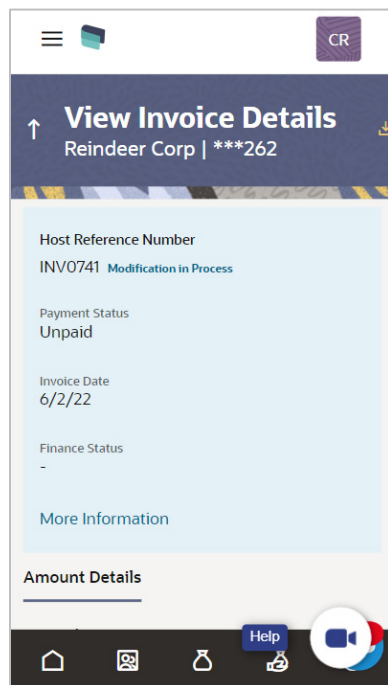 CR
View Invoice Details
Reindeer Corp | ***262
Host Reference Number
INV0741 Modification in Process
Payment Status
Unpaid
Invoice Date
6/2/22
Finance Status
-
More Information
Amount Details
Help